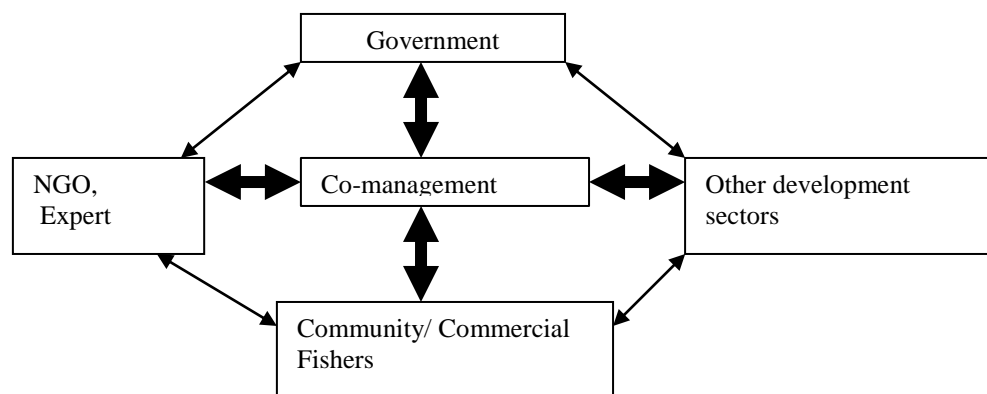 Government
NGO,
Expert
Co-management
Other development
sectors
Community/ Commercial
Fishers